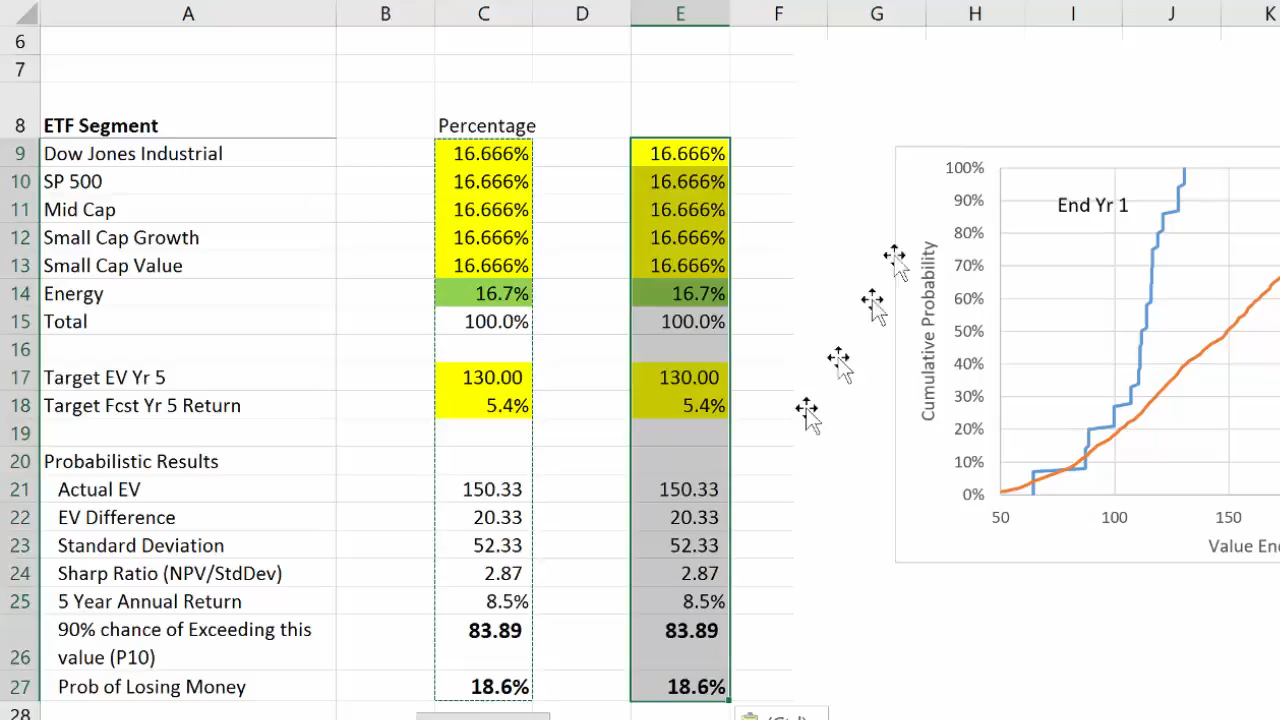 A B C D E F G H I J K
6
7
8 ETF Segment Percentage
9 Dow Jones Industrial 16.666% 16.666%
10 SP 500 16.666% 16.666%
11 Mid Cap 16.666% 16.666%
12 Small Cap Growth 16.666% 16.666%
13 Small Cap Value 16.666% 16.666%
14 Energy 16.7% 16.7%
15 Total 100.0% 100.0%
16
17 Target EV Yr 5 130.00 130.00
18 Target Fcst Yr 5 Return 5.4% 5.4%
19
20 Probabilistic Results
21 Actual EV 150.33 150.33
22 EV Difference 20.33 20.33
23 Standard Deviation 52.33 52.33
24 Sharp Ratio (NPV/StdDev) 2.87 2.87
25 5 Year Annual Return 8.5% 8.5%
90% chance of Exceeding this 83.89 83.89
26 value (P10)
27 Prob of Losing Money 18.6% 18.6%
28
100%
90%
80%
70%
60%
50%
40%
30%
20%
10%
0%
Cumulative Probability
End Yr 1
50 100 150
Value End